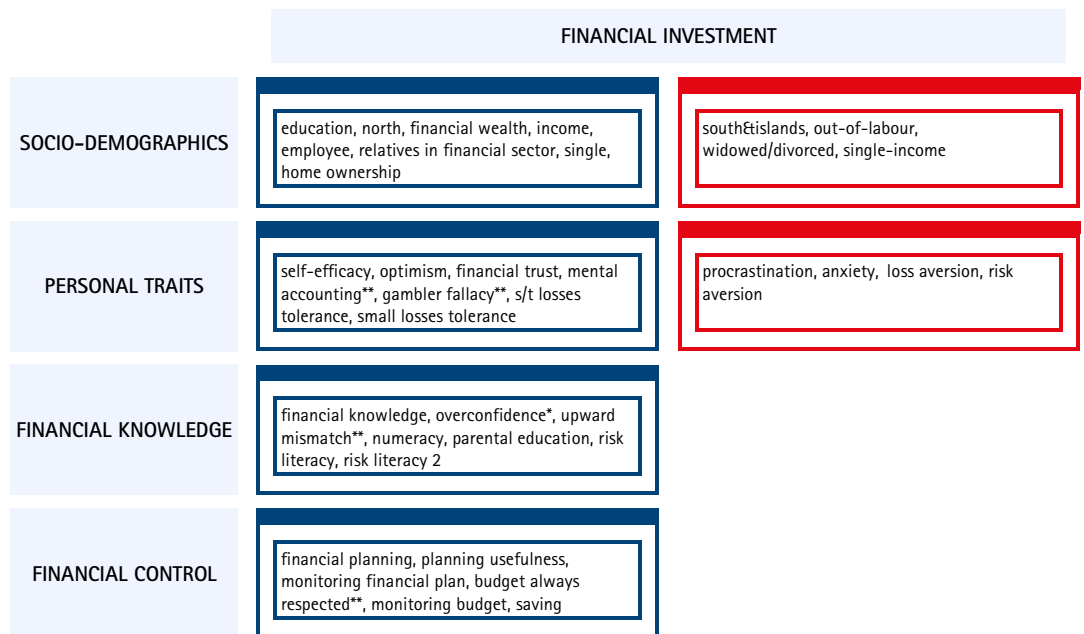 FINANCIAL INVESTMENT
SOCIO-DEMOGRAPHICS
education, north, financial wealth, income,
employee, relatives in financial sector, single,
home ownership
south&islands, out-of-labour,
widowed/divorced, single-income
PERSONAL TRAITS
self-efficacy, optimism, financial trust, mental
accounting**, gambler fallacy**, s/t losses
tolerance, small losses tolerance
procrastination, anxiety, loss aversion, risk
aversion
FINANCIAL KNOWLEDGE
financial knowledge, overconfidence*, upward
mismatch**, numeracy, parental education, risk
literacy, risk literacy 2
FINANCIAL CONTROL
financial planning, planning usefulness,
monitoring financial plan, budget always
respected**, monitoring budget, saving